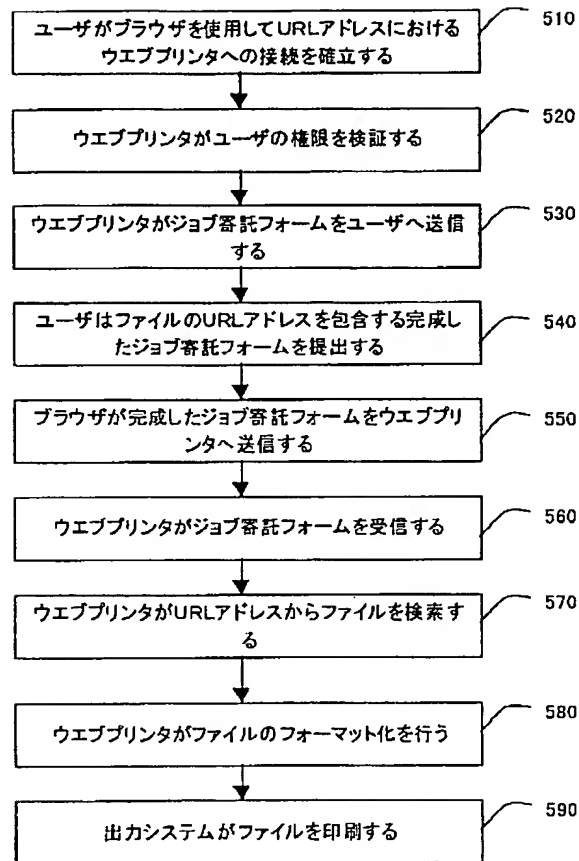 ユーザがブラウザを使用してURLアドレスにおける
ウエブプリンタへの接続を確立する
510
ウエブプリンタがユーザの権限を検証する
520
ウエブプリンタがジョブ寄託フォームをユーザへ送信
する
530
ユーザはファイルのURLアドレスを包含する完成し
たジョブ寄託フォームを提出する
540
ブラウザが完成したジョブ寄託フォームをウエブプリ
ンタへ送信する
550
ウエブプリンタがジョブ寄託フォームを受信する
560
ウエブプリンタがURLアドレスからファイルを検索す
る
570
ウエブプリンタがファイルのフォーマット化を行う
580
出力システムがファイルを印刷する
590